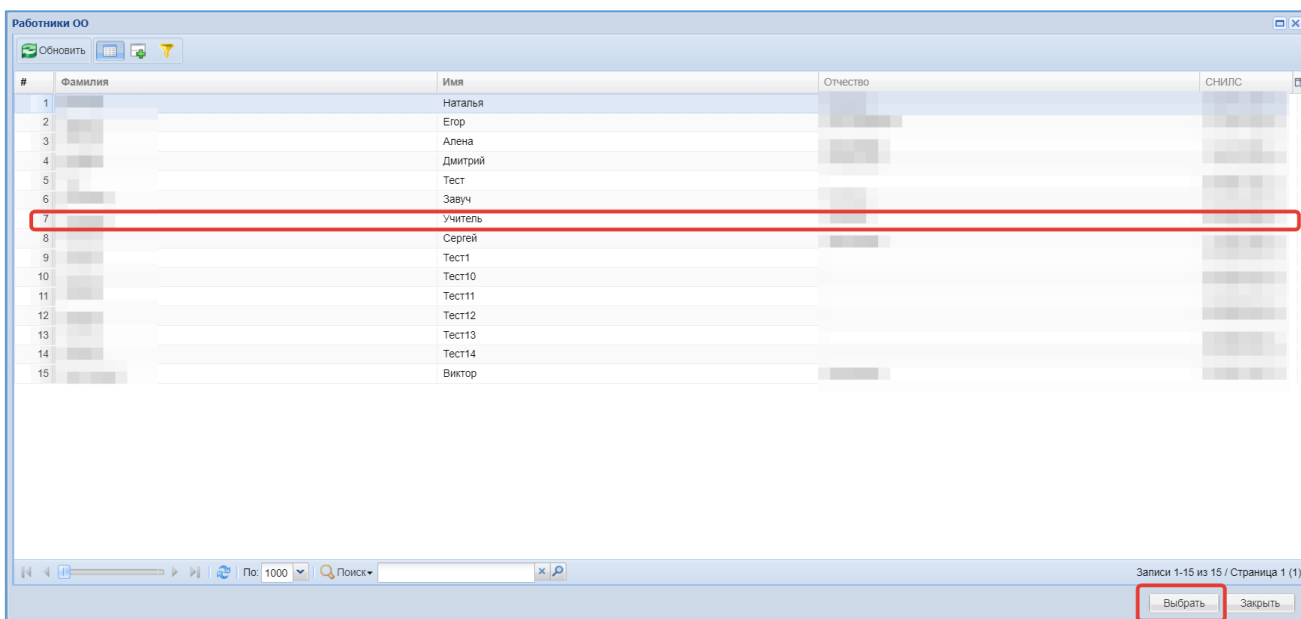 Работники ОО
Обновить
# Фамилия Имя Отчество СНИЛС
1 Наталья
2 Егор
3 Алена
4 Дмитрий
5 Тест
6 Завуч
7 Учитель
8 Сергей
9 Тест1
10 Тест10
11 Тест11
12 Тест12
13 Тест13
14 Тест14
15 Виктор
По: 1000 Поиск Записи 1-15 из 15 / Страница 1 (1)
Выбрать Закрыть